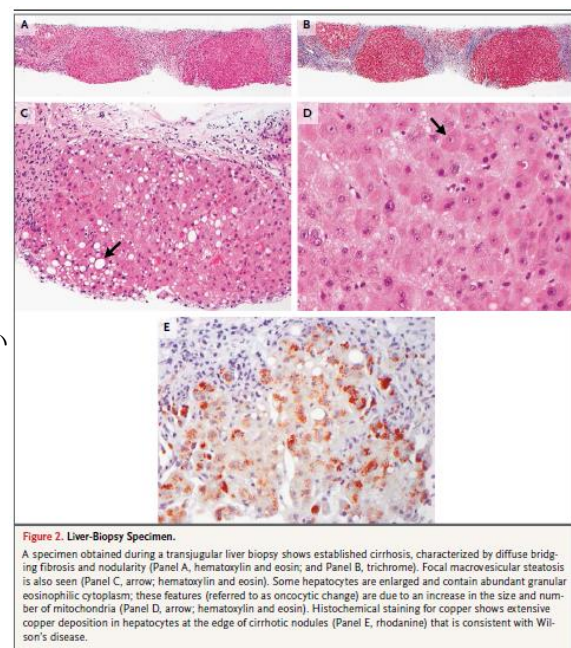 A
B
C
D
E
Figure 2. Liver-Biopsy Specimen.
A specimen obtained during a transjugular liver biopsy shows established cirrhosis, characterized by diffuse bridg-
ing fibrosis and nodularity (Panel A, hematoxylin and eosin; and Panel B, trichrome). Focal macrovesicular steatosis
is also seen (Panel C, arrow; hematoxylin and eosin). Some hepatocytes are enlarged and contain abundant granular
eosinophilic cytoplasm; these features (referred to as oncocytic change) are due to an increase in the size and num-
ber of mitochondria (Panel D, arrow; hematoxylin and eosin). Histochemical staining for copper shows extensive
copper deposition in hepatocytes at the edge of cirrhotic nodules (Panel E, rhodanine) that is consistent with Wil-
son's disease.